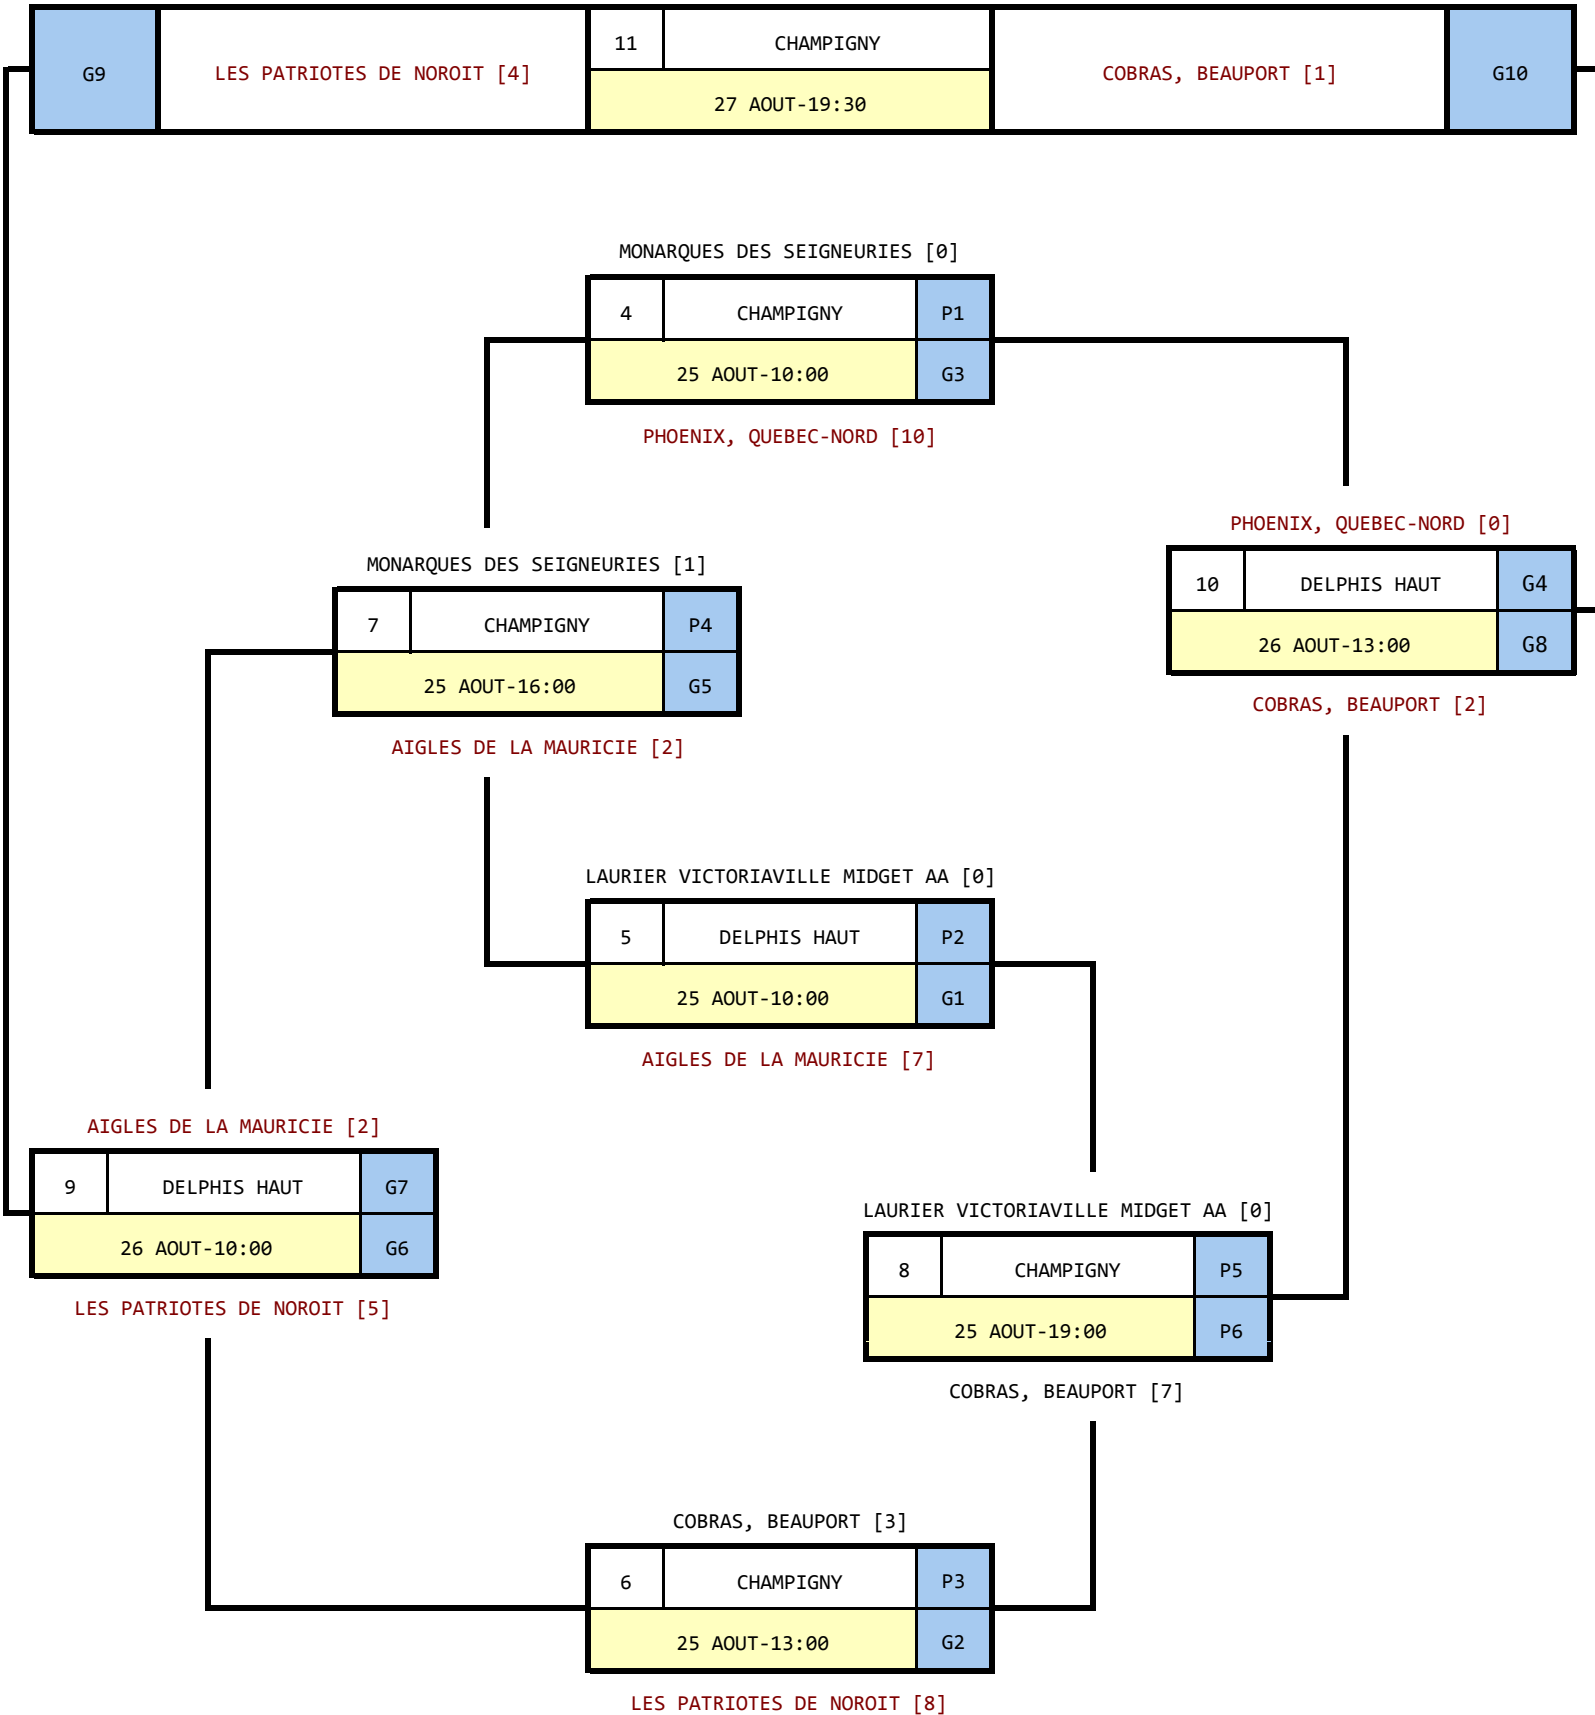 G9 LES PATRIOTES DE NOROIT [4] 11 CHAMPIGNY COBRAS, BEAUPORT [1] G10
27 AOUT-19:30
MONARQUES DES SEIGNEURIES [0]
4 CHAMPIGNY P1
25 AOUT-10:00 G3
PHOENIX, QUEBEC-NORD [10]
PHOENIX, QUEBEC-NORD [0]
10 DELPHIS HAUT G4
26 AOUT-13:00 G8
COBRAS, BEAUPORT [2]
MONARQUES DES SEIGNEURIES [1]
7 CHAMPIGNY P4
25 AOUT-16:00 G5
AIGLES DE LA MAURICIE [2]
LAURIER VICTORIAVILLE MIDGET AA [0]
5 DELPHIS HAUT P2
25 AOUT-10:00 G1
AIGLES DE LA MAURICIE [7]
AIGLES DE LA MAURICIE [2]
9 DELPHIS HAUT G7
26 AOUT-10:00 G6
LES PATRIOTES DE NOROIT [5]
LAURIER VICTORIAVILLE MIDGET AA [0]
8 CHAMPIGNY P5
25 AOUT-19:00 P6
COBRAS, BEAUPORT [7]
COBRAS, BEAUPORT [3]
6 CHAMPIGNY P3
25 AOUT-13:00 G2
LES PATRIOTES DE NOROIT [8]